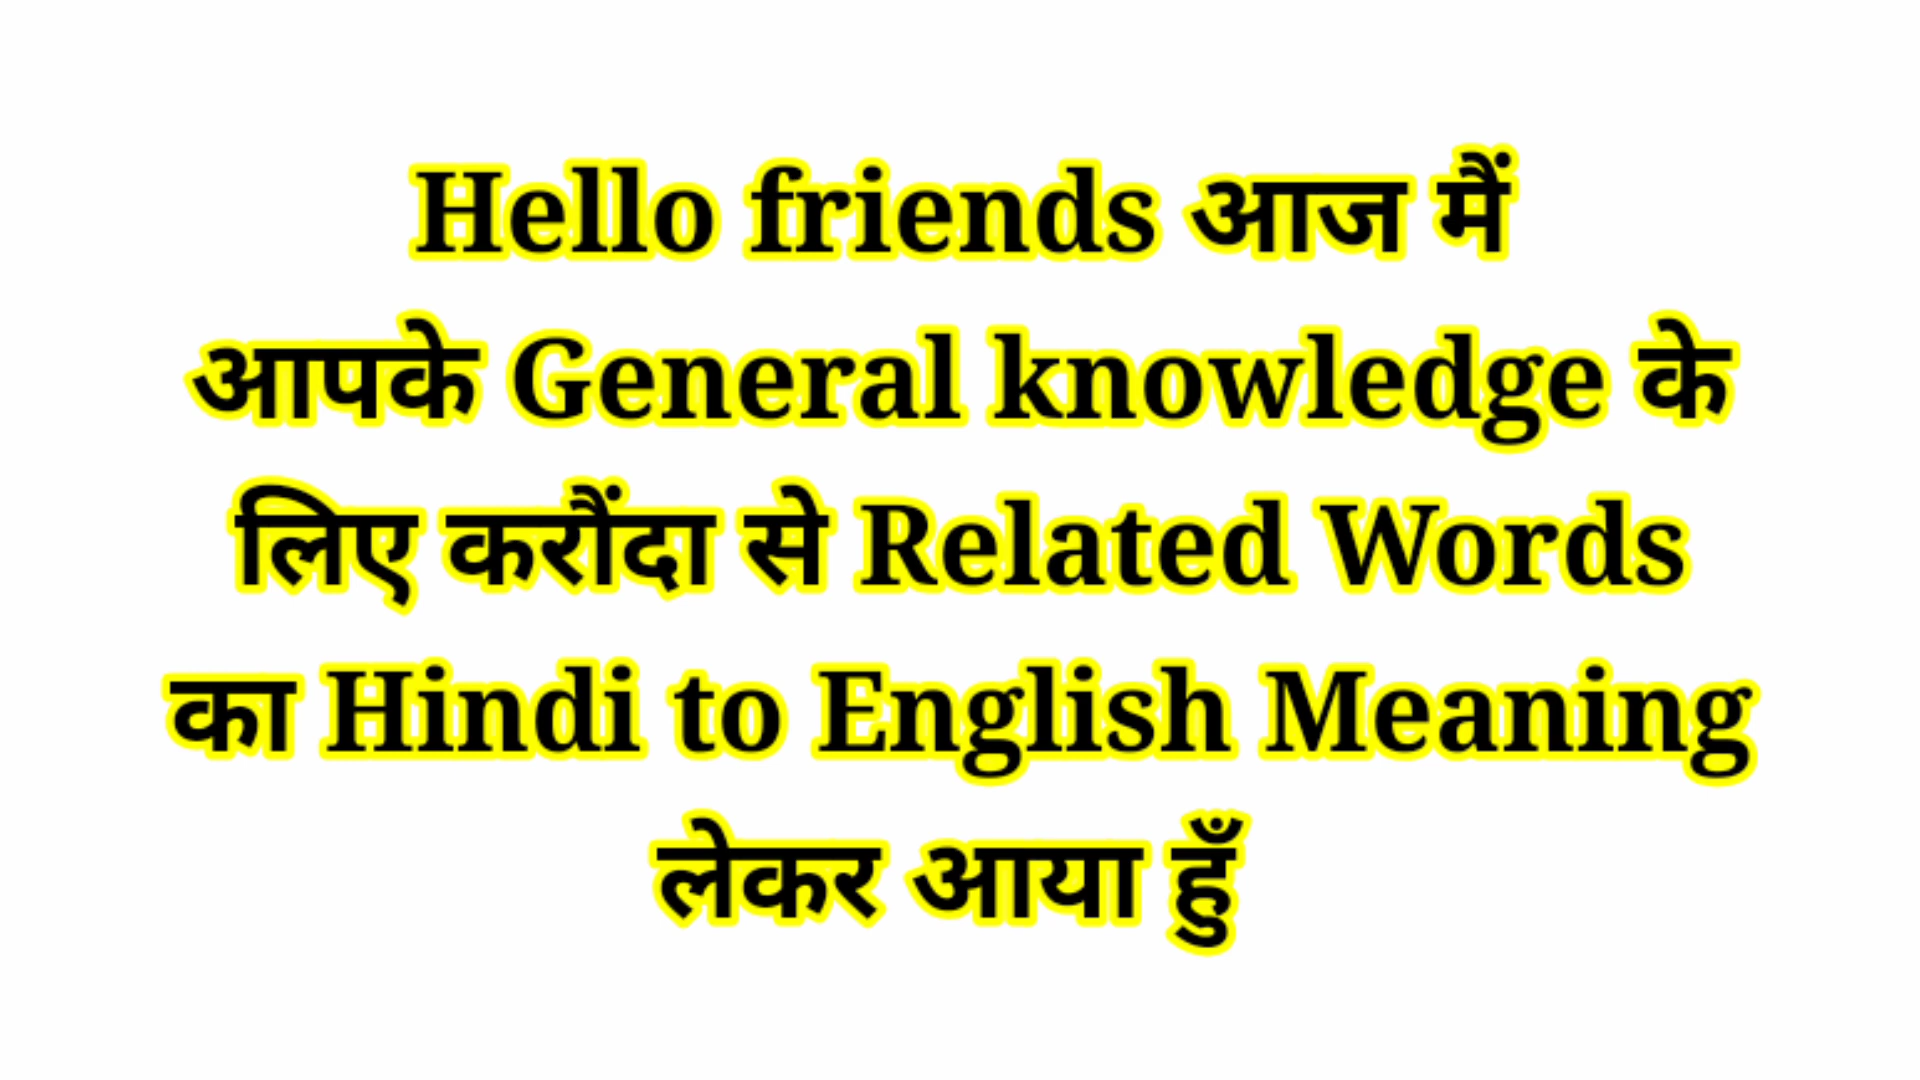 Hello friends आज मैं
आपके General knowledge के
लिए करौंदा से Related Words
का Hindi to English Meaning
लेकर आया हुँ